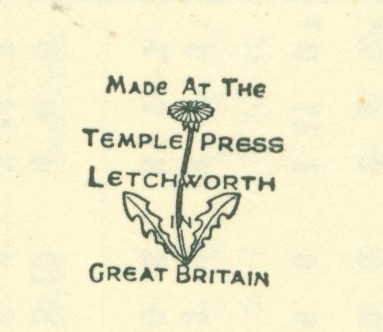 Made At The
Temple Press
Letchworth
in
Great Britain